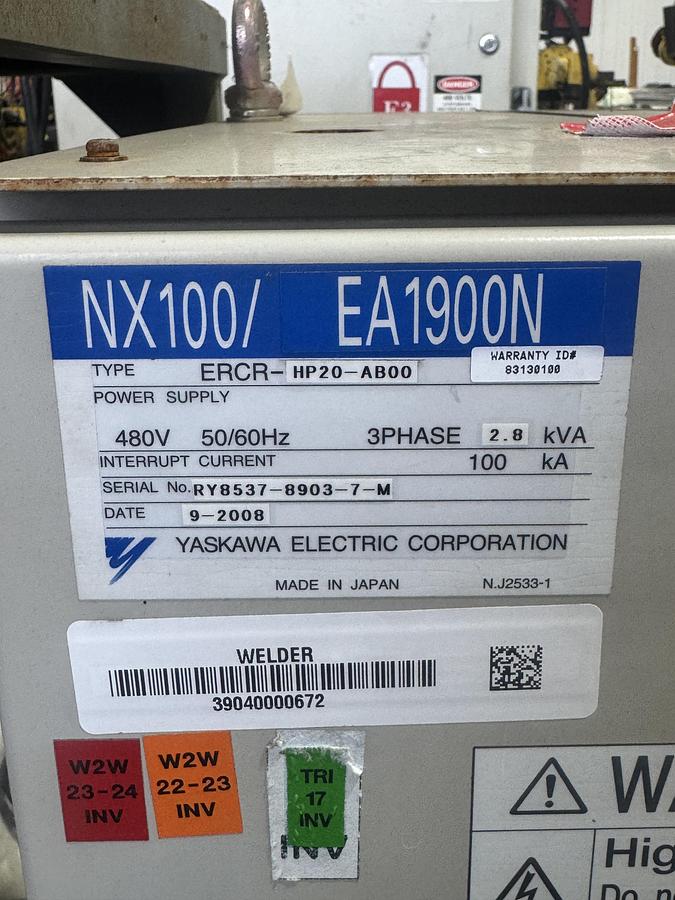 DANGER
NX100/ EA1900N
WARRANTY ID#
83130100
TYPE ERCR-HP20-AB00
POWER SUPPLY
480V 50/60Hz 3PHASE 2.8 kVA
INTERRUPT CURRENT 100 kA
SERIAL No. RY8537-8903-7-M
DATE 9-2008
YASKAWA ELECTRIC CORPORATION
MADE IN JAPAN N.J2533-1
WELDER
39040000672
W2W
23-24
INV
W2W
22-23
INV
TRI
17
INV
INV